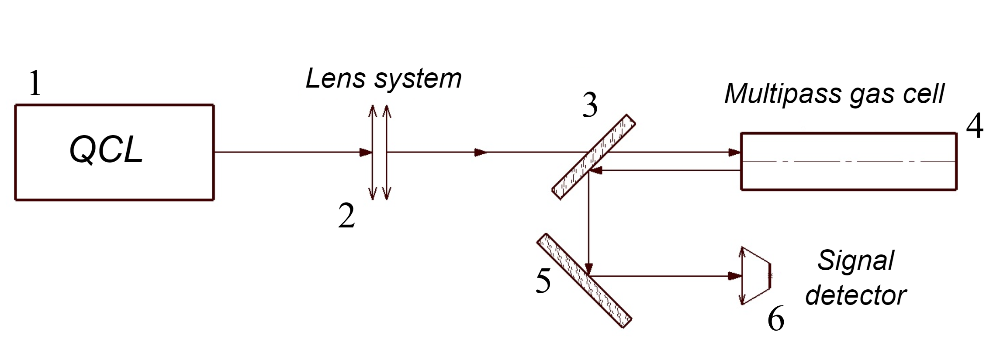 1
QCL
Lens system
2
3
Multipass gas cell
4
5
Signal
detector
6